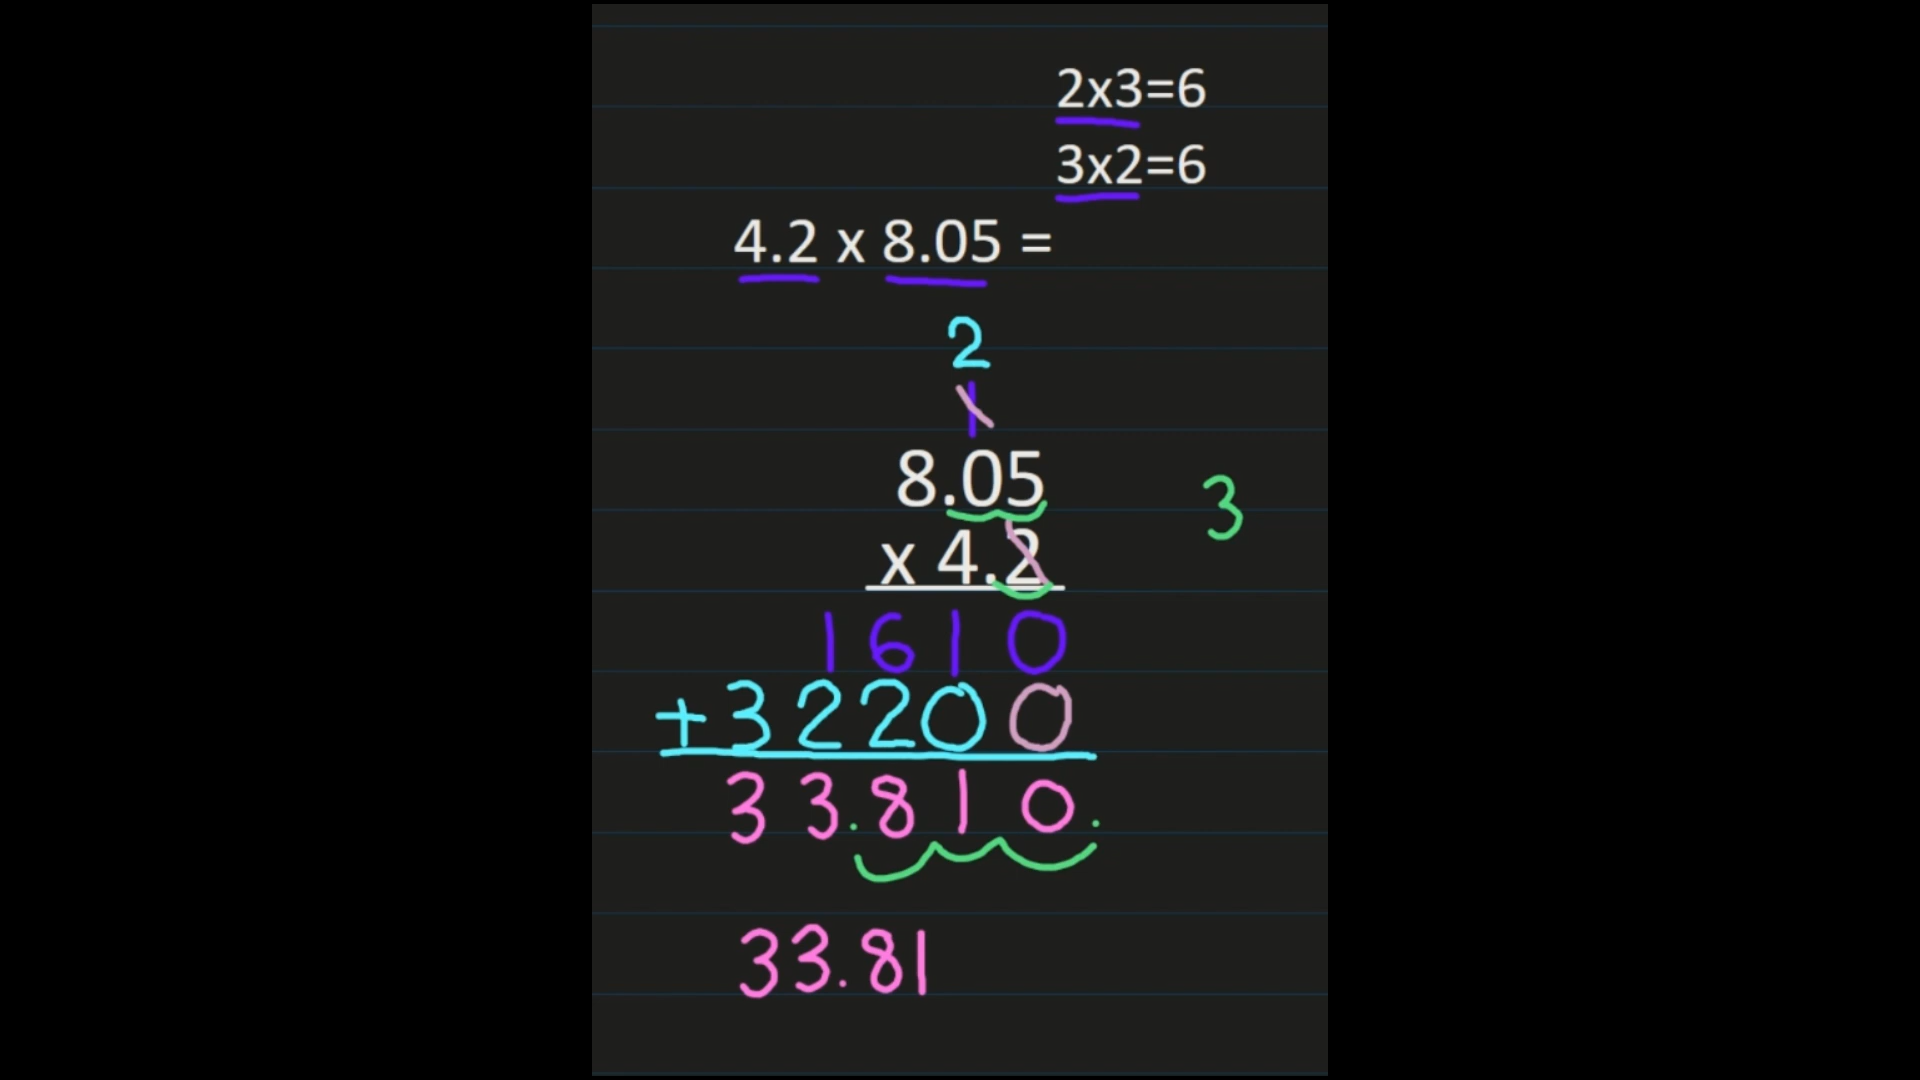 2x3=6
3x2=6
4.2 x 8.05 =
2
1
8.05
3
x 4.2
1610
+32200
33.810.
33.81